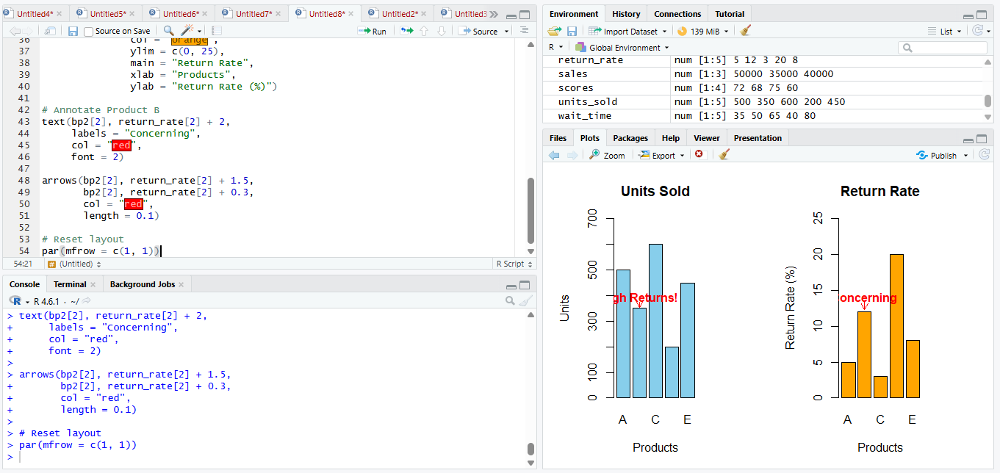 Untitled4* Untitled5* Untitled6* Untitled7* Untitled8* Untitled2* Untitled3
Source on Save Run Source
36 col = "orange",
37 ylim = c(0, 25),
38 main = "Return Rate",
39 xlab = "Products",
40 ylab = "Return Rate (%)")
41
42 # Annotate Product B
43 text(bp2[2], return_rate[2] + 2,
44 labels = "Concerning",
45 col = "red",
46 font = 2)
47
48 arrows(bp2[2], return_rate[2] + 1.5,
49 bp2[2], return_rate[2] + 0.3,
50 col = "red",
51 length = 0.1)
52
53 # Reset layout
54 par(mfrow = c(1, 1))
54:21 # (Untitled) R Script
Console Terminal Background Jobs
R R 4.6.1 · ~/
> text(bp2[2], return_rate[2] + 2,
+ labels = "Concerning",
+ col = "red",
+ font = 2)
>
> arrows(bp2[2], return_rate[2] + 1.5,
+ bp2[2], return_rate[2] + 0.3,
+ col = "red",
+ length = 0.1)
>
> # Reset layout
> par(mfrow = c(1, 1))
>
Environment History Connections Tutorial
Import Dataset 139 MiB List
R Global Environment
return_rate num [1:5] 5 12 3 20 8
sales num [1:3] 50000 35000 40000
scores num [1:4] 72 68 75 60
units_sold num [1:5] 500 350 600 200 450
wait_time num [1:5] 35 50 65 40 80
Files Plots Packages Help Viewer Presentation
Zoom Export Publish
Units Sold
700
500
300
100
0
Units
gh Returns!
A C E
Products
Return Rate
25
20
15
10
5
0
Return Rate (%)
oncerning
A C E
Products